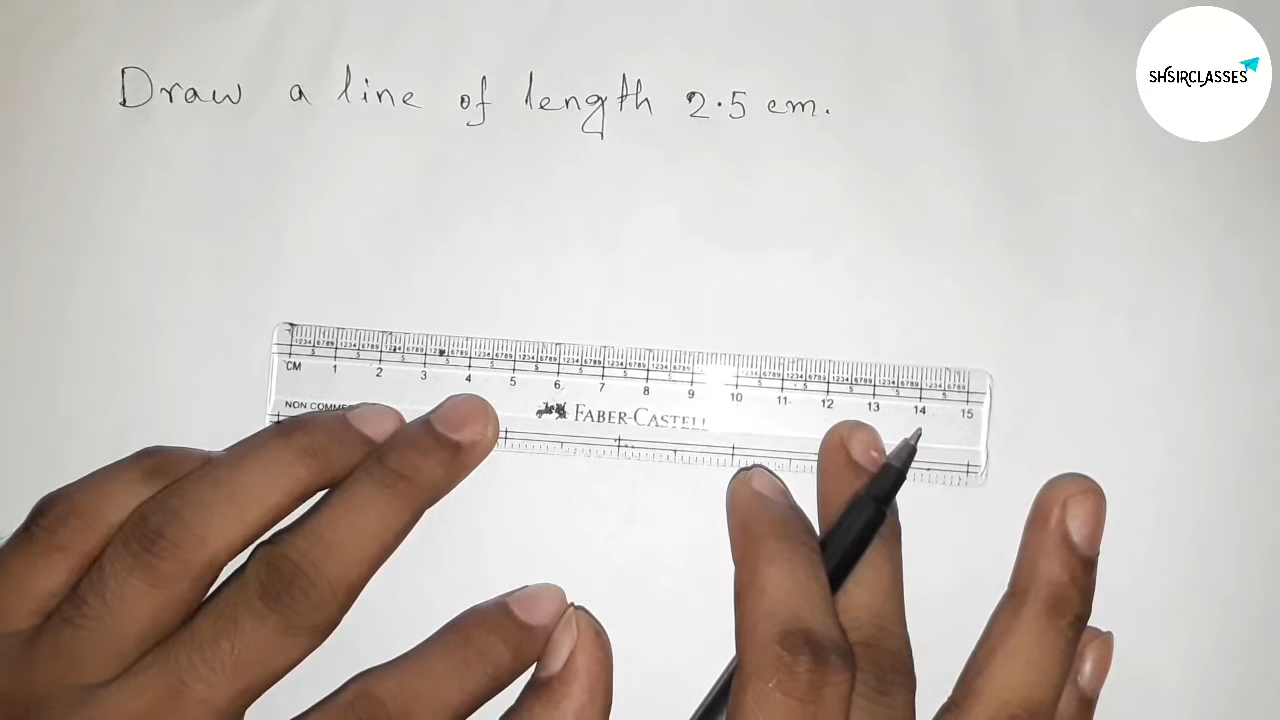 Draw a line of length 2.5 cm.
SHSIRCLASSES
CM 1 2 3 4 5 6 7 8 9 10 11 12 13 14 15
FABER-CASTELL